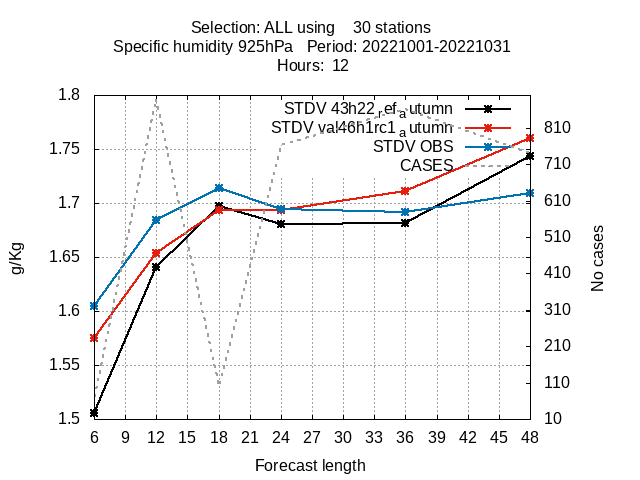 Selection: ALL using 30 stations
Specific humidity 925hPa Period: 20221001-20221031
Hours: 12
STDV 43h22ref autumn
STDV val46h1rc1autumn
STDV OBS
CASES
g/Kg
1.8
1.75
1.7
1.65
1.6
1.55
1.5
810
710
610
510
410
310
210
110
10
No cases
6 9 12 15 18 21 24 27 30 33 36 39 42 45 48
Forecast length